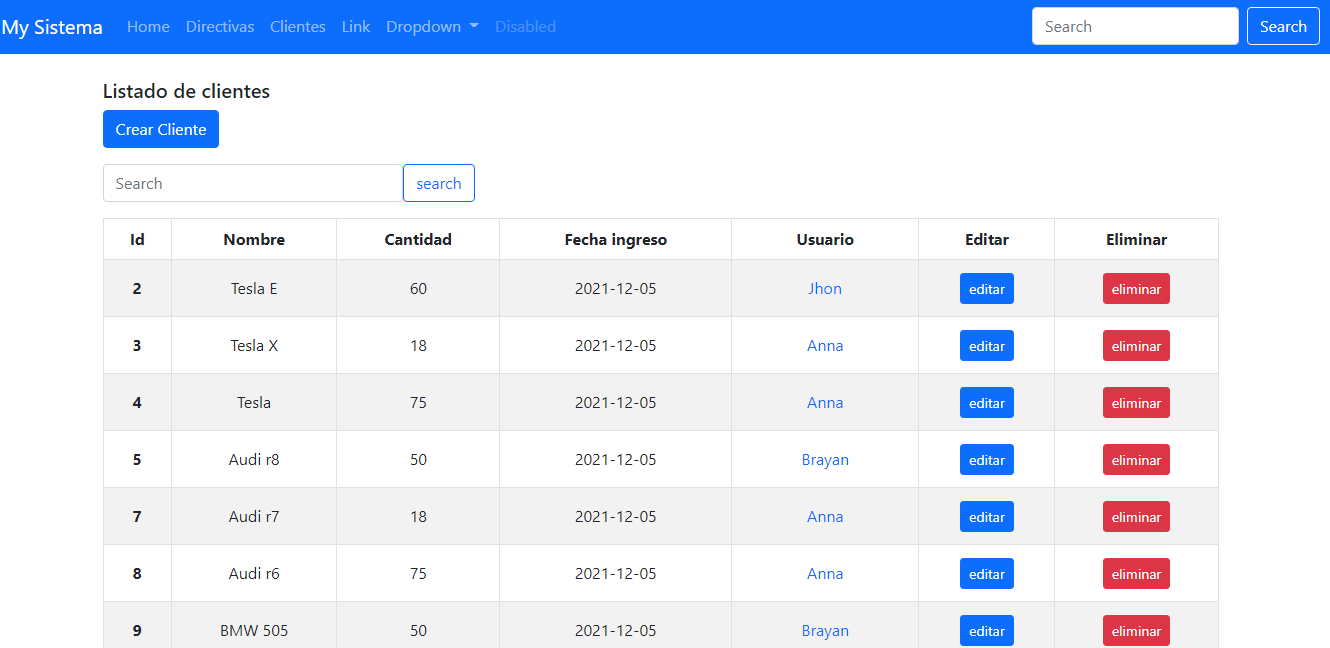 My Sistema Home Directivas Clientes Link Dropdown Disabled Search Search
Listado de clientes
Crear Cliente
Search search
Id Nombre Cantidad Fecha ingreso Usuario Editar Eliminar
2 Tesla E 60 2021-12-05 Jhon editar eliminar
3 Tesla X 18 2021-12-05 Anna editar eliminar
4 Tesla 75 2021-12-05 Anna editar eliminar
5 Audi r8 50 2021-12-05 Brayan editar eliminar
7 Audi r7 18 2021-12-05 Anna editar eliminar
8 Audi r6 75 2021-12-05 Anna editar eliminar
9 BMW 505 50 2021-12-05 Brayan editar eliminar